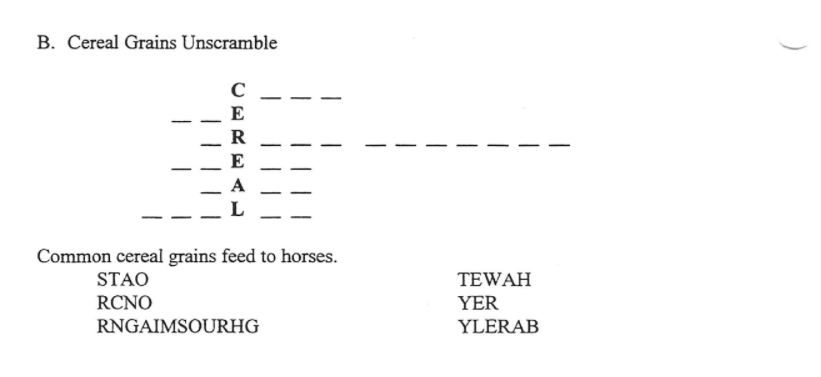 B. Cereal Grains Unscramble
C _ _ _
_ _ E
_ R _ _ _ _ _ _ _ _ _ _
_ _ E _ _
_ A _ _
_ _ _ L _ _
Common cereal grains feed to horses.
STAO TEWAH
RCNO YER
RNGAIMSOURHG YLERAB